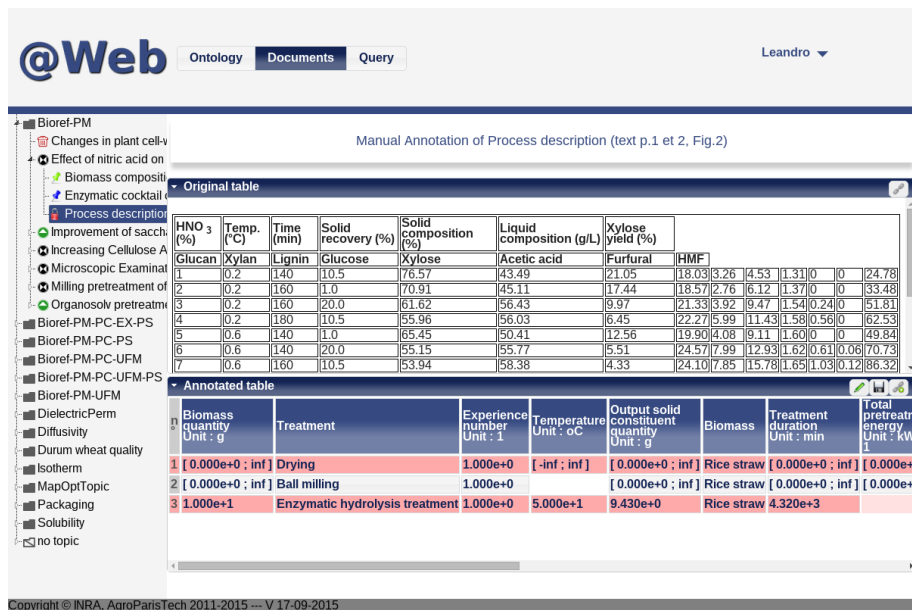 @Web
Ontology Documents Query
Leandro
Bioref-PM
Changes in plant cell-w
Effect of nitric acid on
Biomass compositi
Enzymatic cocktail
Process description
Improvement of saccha
Increasing Cellulose A
Microscopic Examinat
Milling pretreatment of
Organosolv pretreatme
Bioref-PM-PC-EX-PS
Bioref-PM-PC-PS
Bioref-PM-PC-UFM
Bioref-PM-PC-UFM-PS
Bioref-PM-UFM
DielectricPerm
Diffusivity
Durum wheat quality
Isotherm
MapOptTopic
Packaging
Solubility
no topic
Manual Annotation of Process description (text p.1 et 2, Fig.2)
Original table
HNO 3 (%) Temp. (°C) Time (min) Solid recovery (%) Solid composition (%) Liquid composition (g/L) Xylose yield (%)
Glucan Xylan Lignin Glucose Xylose Acetic acid Furfural HMF
1 0.2 140 10.5 76.57 43.49 21.05 18.03 3.26 4.53 1.31 0 0 24.78
2 0.2 160 1.0 70.91 45.11 17.44 18.57 2.76 6.12 1.37 0 0 33.48
3 0.2 160 20.0 61.62 56.43 9.97 21.33 3.92 9.47 1.54 0.24 0 51.81
4 0.2 180 10.5 55.96 56.03 6.45 22.27 5.99 11.43 1.58 0.56 0 62.53
5 0.6 140 1.0 65.45 50.41 12.56 19.90 4.08 9.11 1.60 0 0 49.84
6 0.6 140 20.0 55.15 55.77 5.51 24.57 7.99 12.93 1.62 0.61 0.06 70.73
7 0.6 160 10.5 53.94 58.38 4.33 24.10 7.85 15.78 1.65 1.03 0.12 86.32
Annotated table
n° Biomass quantity Unit : g Treatment Experience number Unit : 1 Temperature Unit : oC Output solid constituent quantity Unit : g Biomass Treatment duration Unit : min Total pretreatm energy Unit : kW 1
1 [ 0.000e+0 ; inf ] Drying 1.000e+0 [ -inf ; inf ] [ 0.000e+0 ; inf ] Rice straw [ 0.000e+0 ; inf ] [ 0.000e+
2 [ 0.000e+0 ; inf ] Ball milling 1.000e+0 [ 0.000e+0 ; inf ] Rice straw [ 0.000e+0 ; inf ] [ 0.000e+
3 1.000e+1 Enzymatic hydrolysis treatment 1.000e+0 5.000e+1 9.430e+0 Rice straw 4.320e+3
Copyright © INRA, AgroParisTech 2011-2015 --- V 17-09-2015